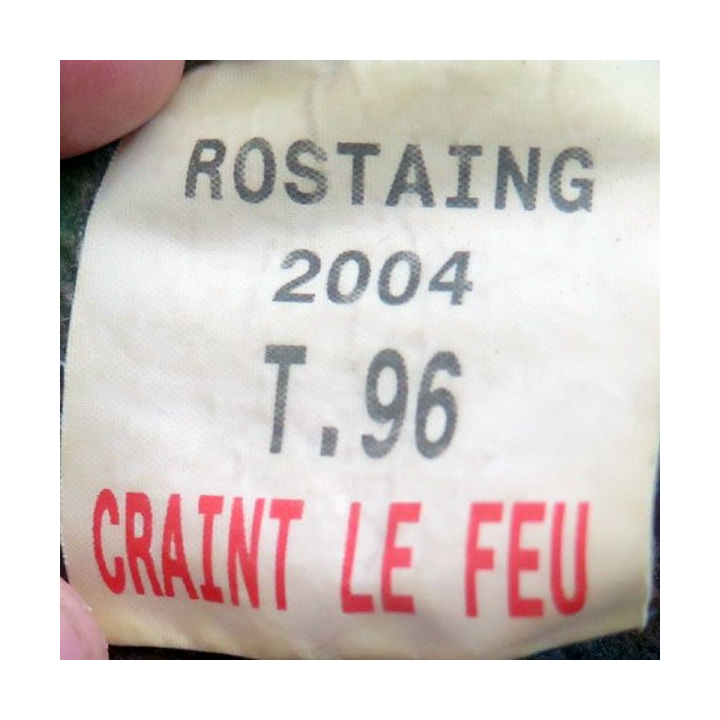 ROSTAING
2004
T.96
CRAINT LE FEU